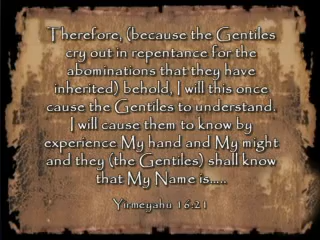 Therefore, (because the Gentiles
cry out in repentance for the
abominations that they have
inherited) behold, I will this once
cause the Gentiles to understand.
I will cause them to know by
experience My hand and My might
and they (the Gentiles) shall know
that My Name is.....
Yirmeyahu 16:21